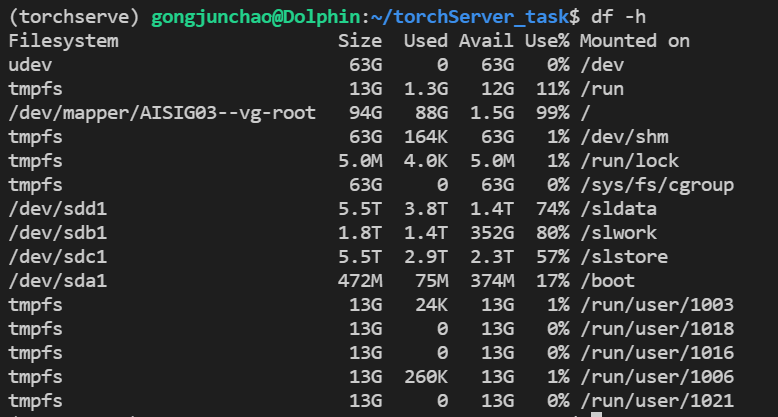 (torchserve) gongjunchao@Dolphin:~/torchServer_task$ df -h
Filesystem                    Size  Used Avail Use% Mounted on
udev                           63G     0   63G   0% /dev
tmpfs                          13G  1.3G   12G  11% /run
/dev/mapper/AISIG03--vg-root   94G   88G  1.5G  99% /
tmpfs                          63G  164K   63G   1% /dev/shm
tmpfs                         5.0M  4.0K  5.0M   1% /run/lock
tmpfs                          63G     0   63G   0% /sys/fs/cgroup
/dev/sdd1                     5.5T  3.8T  1.4T  74% /sldata
/dev/sdb1                     1.8T  1.4T  352G  80% /slwork
/dev/sdc1                     5.5T  2.9T  2.3T  57% /slstore
/dev/sda1                     472M   75M  374M  17% /boot
tmpfs                          13G   24K   13G   1% /run/user/1003
tmpfs                          13G     0   13G   0% /run/user/1018
tmpfs                          13G     0   13G   0% /run/user/1016
tmpfs                          13G  260K   13G   1% /run/user/1006
tmpfs                          13G     0   13G   0% /run/user/1021